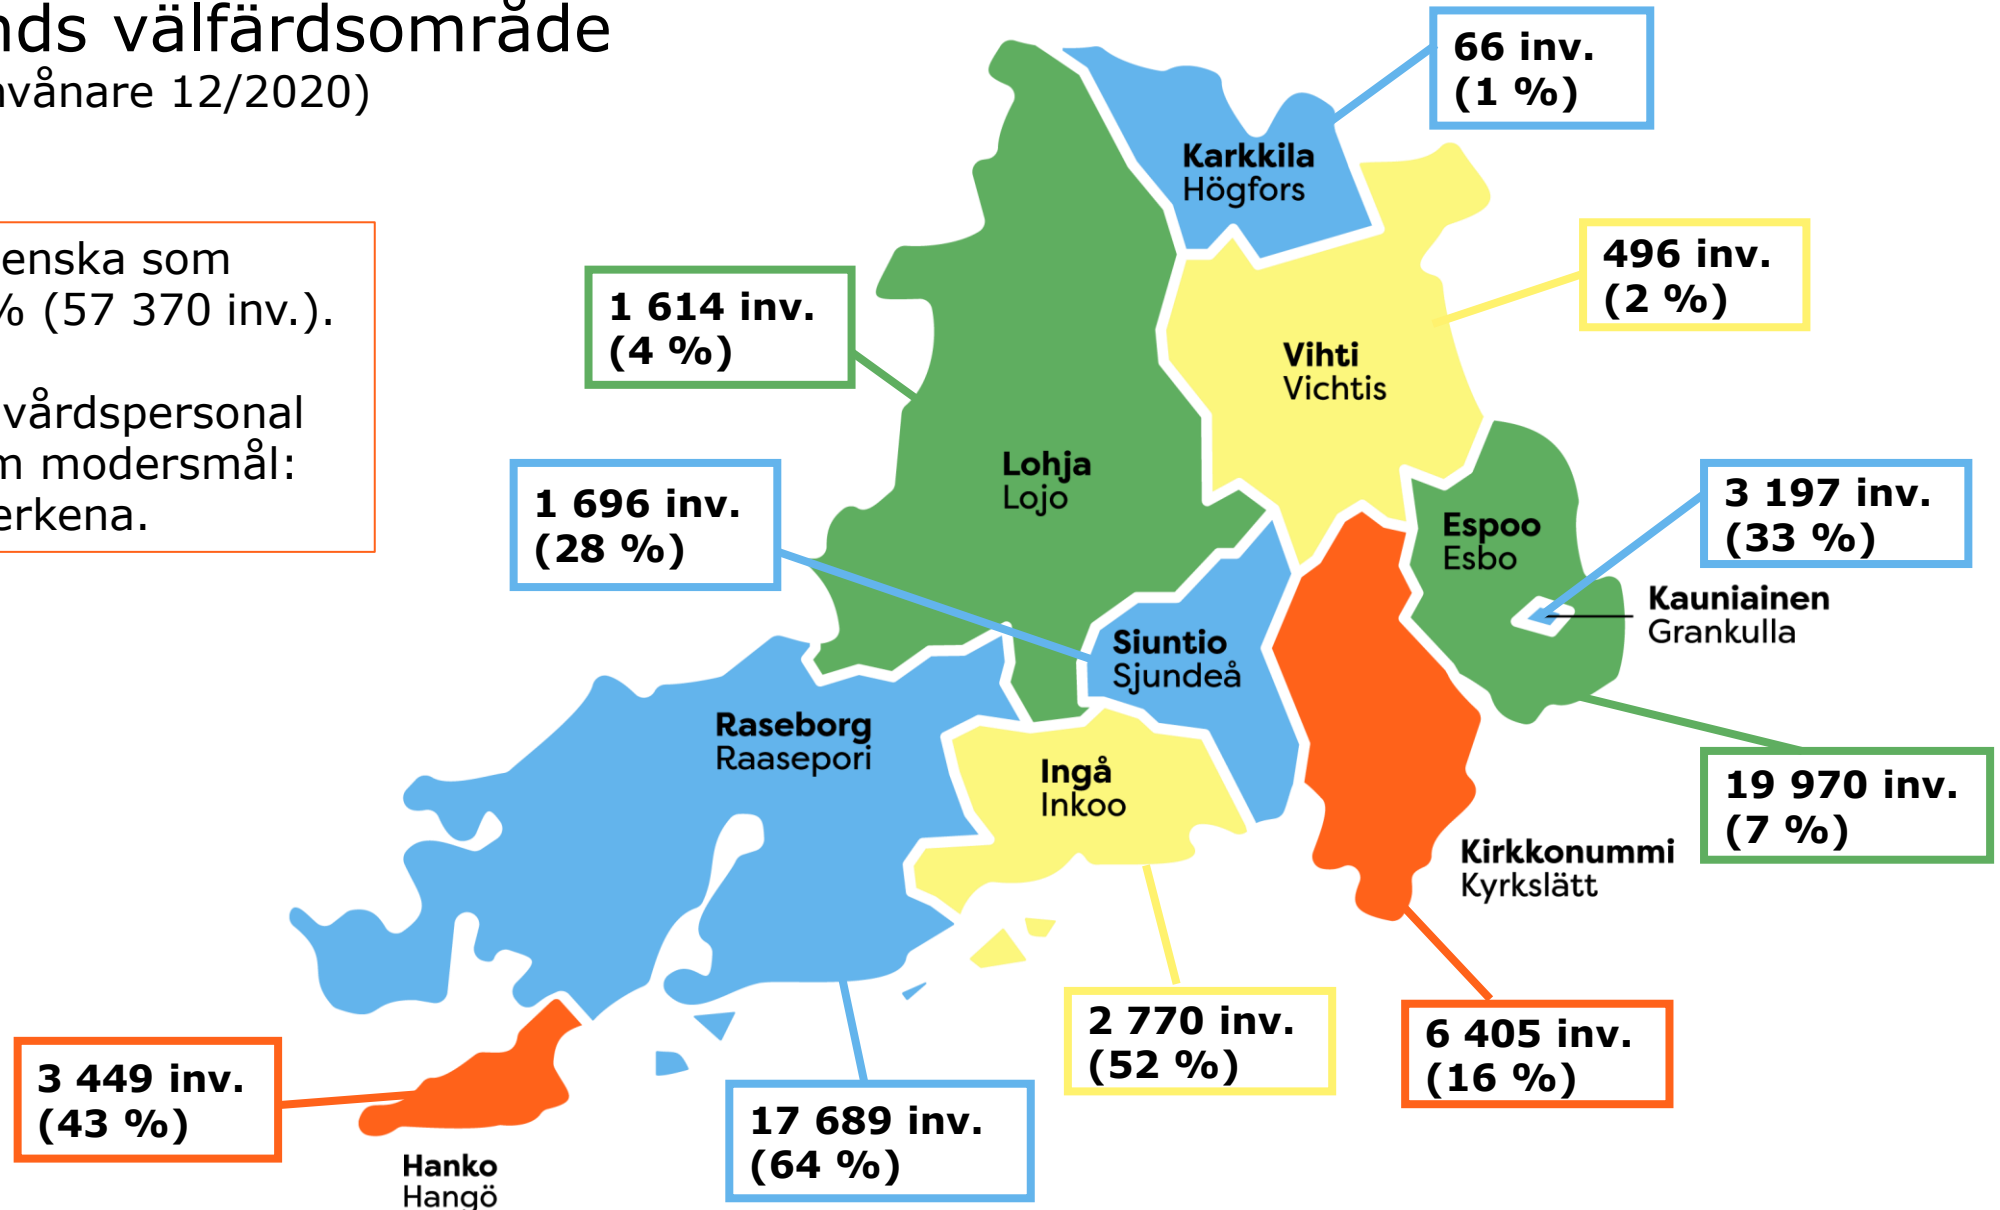 nds välfärdsområde
nvånare 12/2020)
enska som
% (57 370 inv.).
vårdspersonal
m modersmål:
erkena.
66 inv.
(1 %)
Karkkila
Högfors
496 inv.
(2 %)
1 614 inv.
(4 %)
Vihti
Vichtis
Lohja
Lojo
1 696 inv.
(28 %)
Espoo
Esbo
3 197 inv.
(33 %)
Kauniainen
Grankulla
Siuntio
Sjundeå
Raseborg
Raasepori
Ingå
Inkoo
19 970 inv.
(7 %)
Kirkkonummi
Kyrkslätt
2 770 inv.
(52 %)
6 405 inv.
(16 %)
3 449 inv.
(43 %)
17 689 inv.
(64 %)
Hanko
Hangö